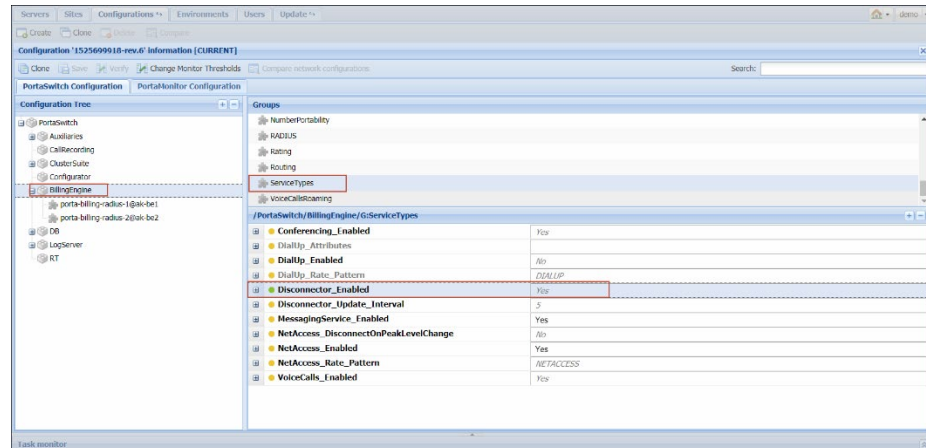 Servers Sites Configurations Environments Users Update demo
Create Clone Delete Compare
Configuration '1525699918-rev.6' information [CURRENT]
Clone Save Verify Change Monitor Thresholds Compare network configurations Search:
PortaSwitch Configuration PortaMonitor Configuration
Configuration Tree
PortaSwitch
Auxiliaries
CallRecording
ClusterSuite
Configurator
BillingEngine
porta-billing-radius-1@ak-be1
porta-billing-radius-2@ak-be2
DB
LogServer
RT
Groups
NumberPortability
RADIUS
Rating
Routing
ServiceTypes
VoiceCallsRoaming
/PortaSwitch/BillingEngine/G:ServiceTypes
Conferencing_Enabled Yes
DialUp_Attributes
DialUp_Enabled No
DialUp_Rate_Pattern DIALUP
Disconnector_Enabled Yes
Disconnector_Update_Interval 5
MessagingService_Enabled Yes
NetAccess_DisconnectOnPeakLevelChange No
NetAccess_Enabled Yes
NetAccess_Rate_Pattern NETACCESS
VoiceCalls_Enabled Yes
Task monitor